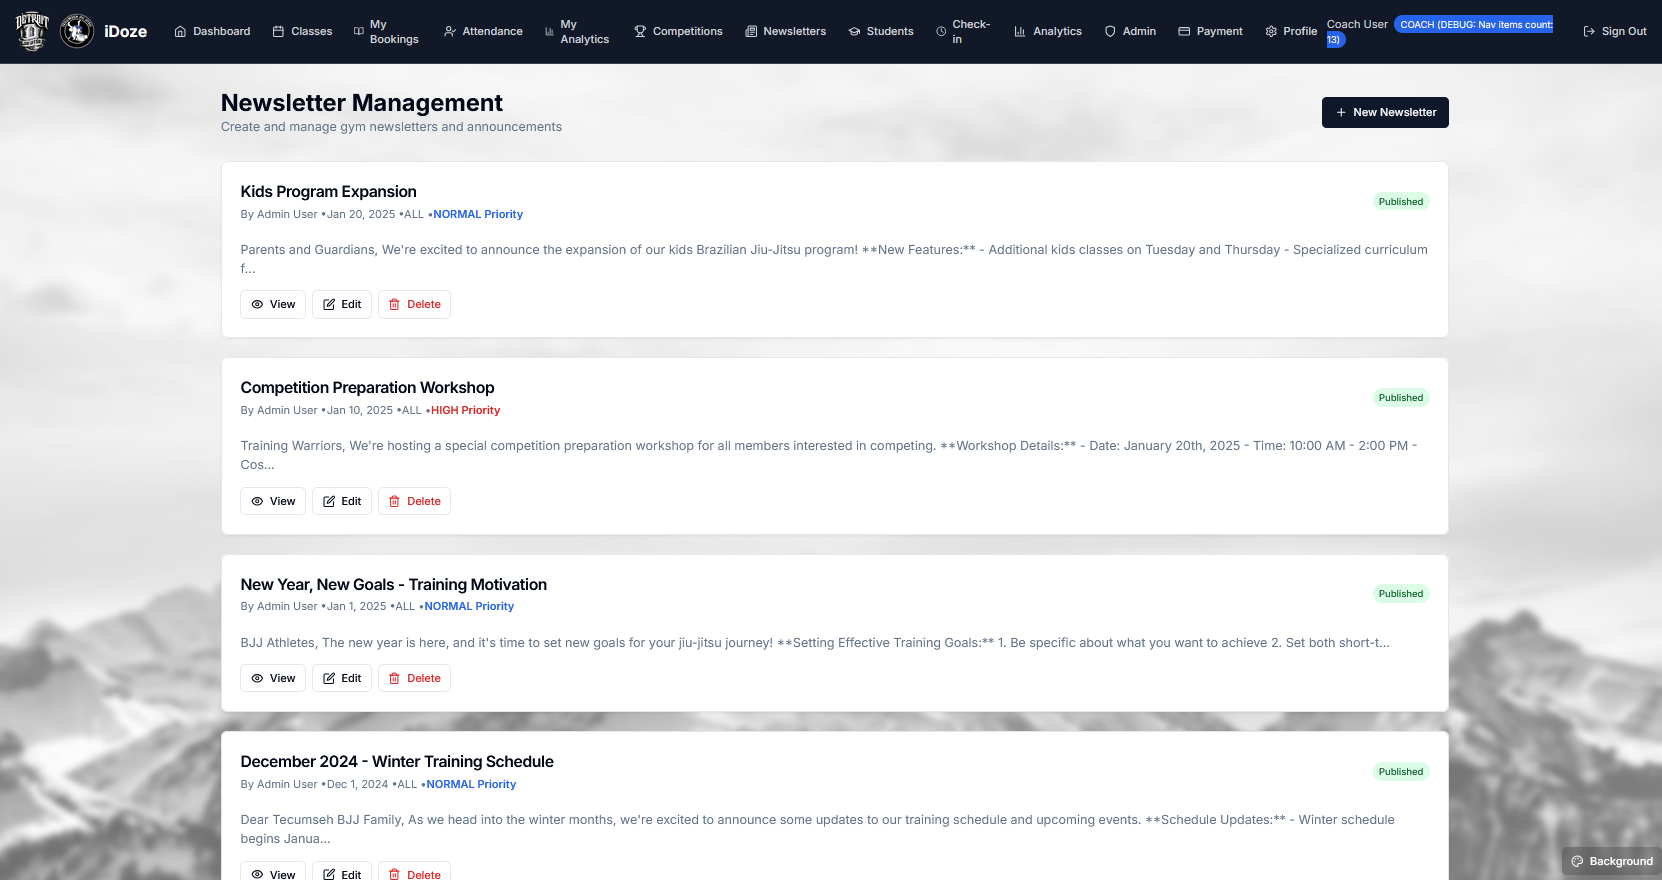 DETROIT
iDoze
Dashboard
Classes
My
Bookings
Attendance
My
Analytics
Competitions
Newsletters
Students
Check-
in
Analytics
Admin
Payment
Profile
Coach User COACH (DEBUG: Nav items count:
13)
Sign Out
Newsletter Management
Create and manage gym newsletters and announcements
+ New Newsletter
Kids Program Expansion
By Admin User •Jan 20, 2025 •ALL •NORMAL Priority
Published
Parents and Guardians, We're excited to announce the expansion of our kids Brazilian Jiu-Jitsu program! **New Features:** - Additional kids classes on Tuesday and Thursday - Specialized curriculum
f...
View Edit Delete
Competition Preparation Workshop
By Admin User •Jan 10, 2025 •ALL •HIGH Priority
Published
Training Warriors, We're hosting a special competition preparation workshop for all members interested in competing. **Workshop Details:** - Date: January 20th, 2025 - Time: 10:00 AM - 2:00 PM -
Cos...
View Edit Delete
New Year, New Goals - Training Motivation
By Admin User •Jan 1, 2025 •ALL •NORMAL Priority
Published
BJJ Athletes, The new year is here, and it's time to set new goals for your jiu-jitsu journey! **Setting Effective Training Goals:** 1. Be specific about what you want to achieve 2. Set both short-t...
View Edit Delete
December 2024 - Winter Training Schedule
By Admin User •Dec 1, 2024 •ALL •NORMAL Priority
Published
Dear Tecumseh BJJ Family, As we head into the winter months, we're excited to announce some updates to our training schedule and upcoming events. **Schedule Updates:** - Winter schedule
begins Janua...
View Edit Delete
Background